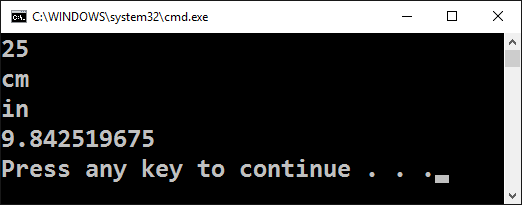 C:\WINDOWS\system32\cmd.exe
25
cm
in
9.842519675
Press any key to continue . . .